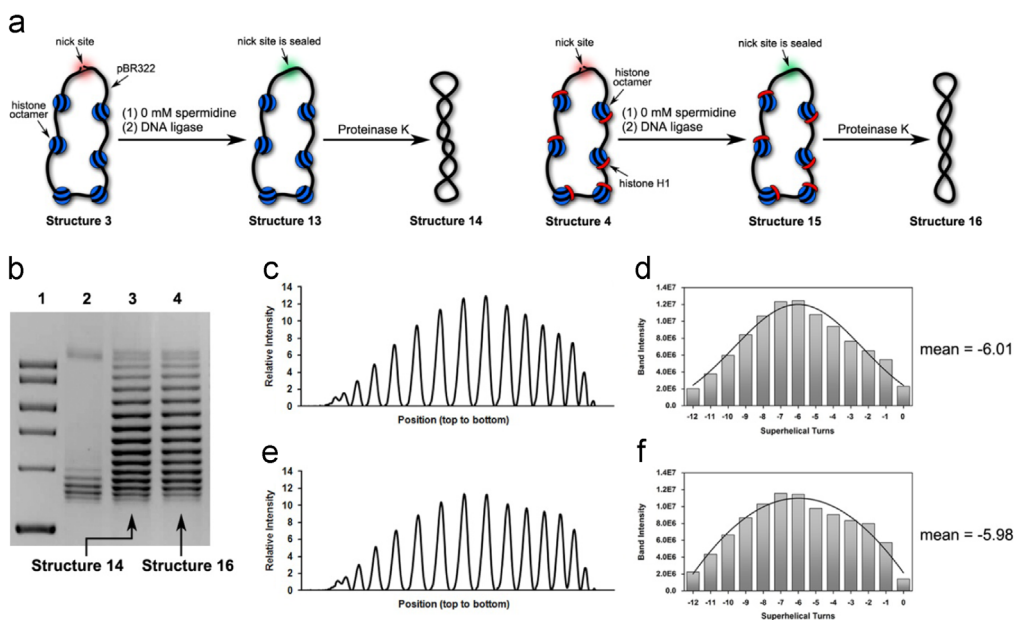 a
nick site
pBR322
histone
octamer
Structure 3
(1) 0 mM spermidine
(2) DNA ligase
nick site is sealed
Structure 13
Proteinase K
Structure 14
nick site
histone
octamer
histone H1
Structure 4
(1) 0 mM spermidine
(2) DNA ligase
nick site is sealed
Structure 15
Proteinase K
Structure 16
b
1 2 3 4
Structure 14 Structure 16
c
Relative Intensity
14
12
10
8
6
4
2
0
Position (top to bottom)
d
Band Intensity
1.4E7
1.2E7
1.0E7
8.0E6
6.0E6
4.0E6
2.0E6
0.0
-12 -11 -10 -9 -8 -7 -6 -5 -4 -3 -2 -1 0
Superhelical Turns
mean = -6.01
e
Relative Intensity
14
12
10
8
6
4
2
0
Position (top to bottom)
f
Band Intensity
1.4E7
1.2E7
1.0E7
8.0E6
6.0E6
4.0E6
2.0E6
0.0
-12 -11 -10 -9 -8 -7 -6 -5 -4 -3 -2 -1 0
Superhelical Turns
mean = -5.98